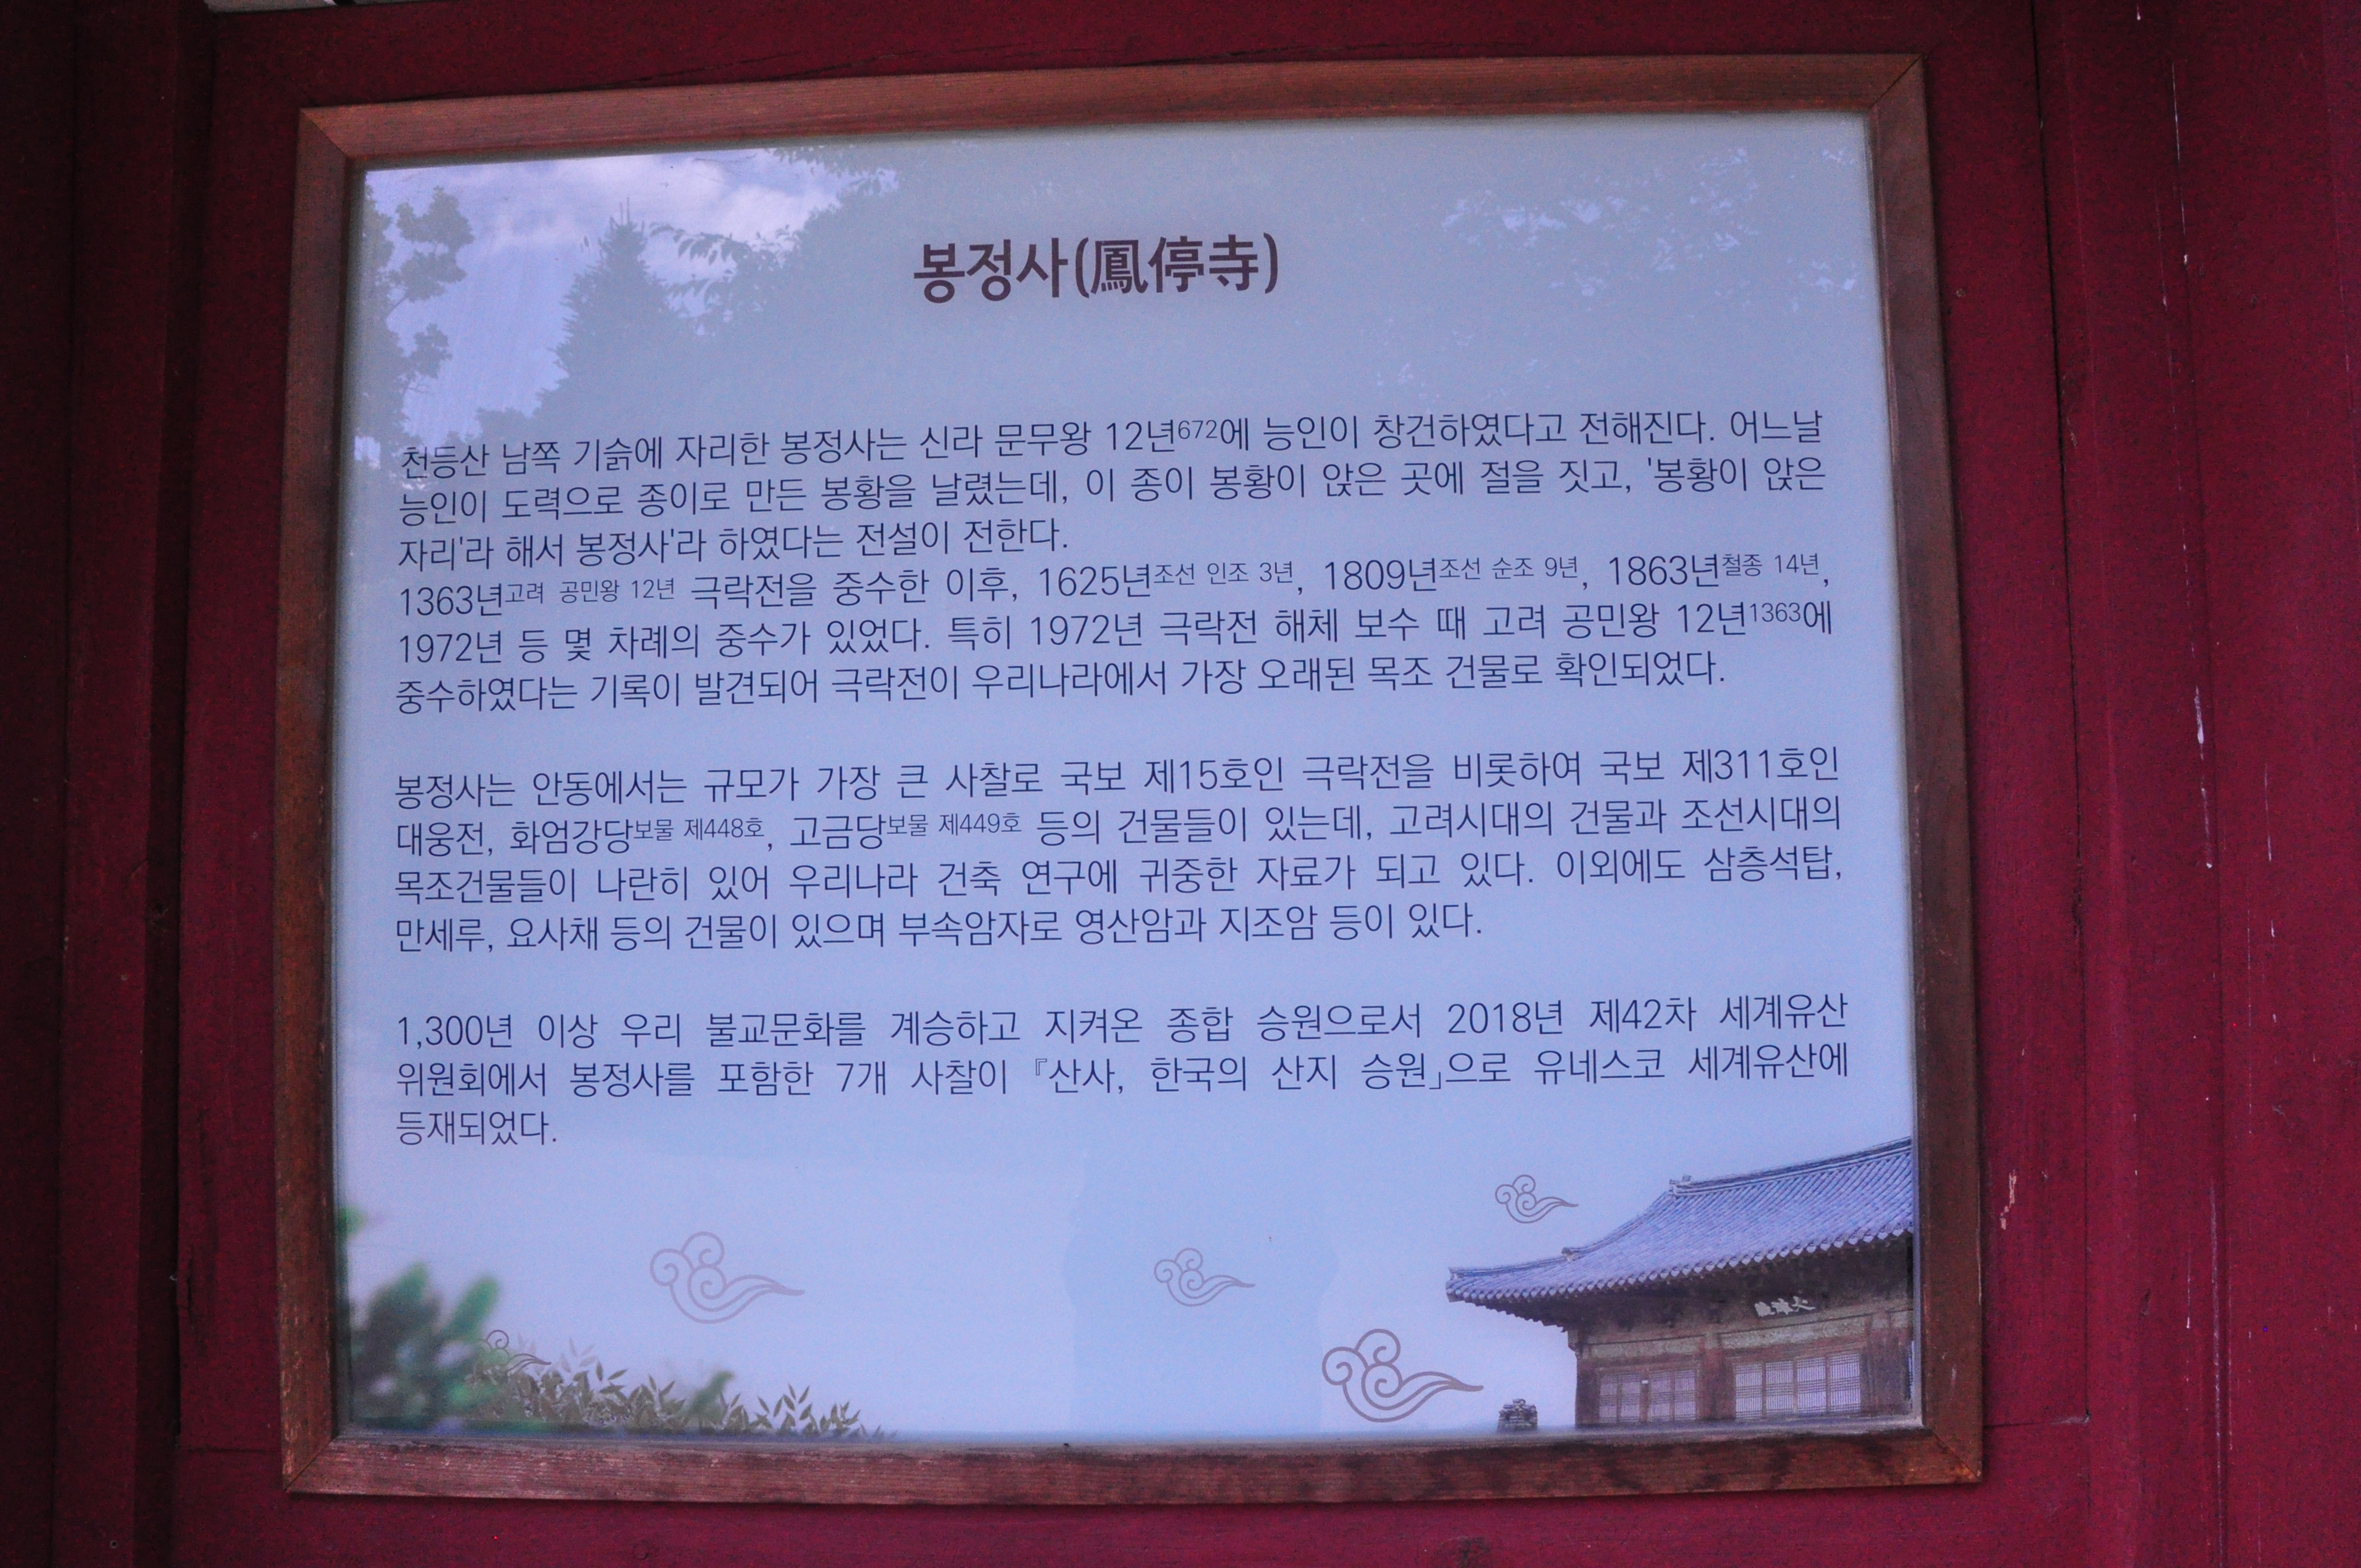 봉정사(鳳停寺)
천등산 남쪽 기슭에 자리한 봉정사는 신라 문무왕 12년672에 능인이 창건하였다고 전해진다. 어느날
능인이 도력으로 종이로 만든 봉황을 날렸는데, 이 종이 봉황이 앉은 곳에 절을 짓고, '봉황이 앉은
자리'라 해서 봉정사'라 하였다는 전설이 전한다.
1363년고려 공민왕 12년 극락전을 중수한 이후, 1625년조선 인조 3년, 1809년조선 순조 9년, 1863년철종 14년,
1972년 등 몇 차례의 중수가 있었다. 특히 1972년 극락전 해체 보수 때 고려 공민왕 12년1363에
중수하였다는 기록이 발견되어 극락전이 우리나라에서 가장 오래된 목조 건물로 확인되었다.
봉정사는 안동에서는 규모가 가장 큰 사찰로 국보 제15호인 극락전을 비롯하여 국보 제311호인
대웅전, 화엄강당보물 제448호, 고금당보물 제449호 등의 건물들이 있는데, 고려시대의 건물과 조선시대의
목조건물들이 나란히 있어 우리나라 건축 연구에 귀중한 자료가 되고 있다. 이외에도 삼층석탑,
만세루, 요사채 등의 건물이 있으며 부속암자로 영산암과 지조암 등이 있다.
1,300년 이상 우리 불교문화를 계승하고 지켜온 종합 승원으로서 2018년 제42차 세계유산
위원회에서 봉정사를 포함한 7개 사찰이 『산사, 한국의 산지 승원」으로 유네스코 세계유산에
등재되었다.